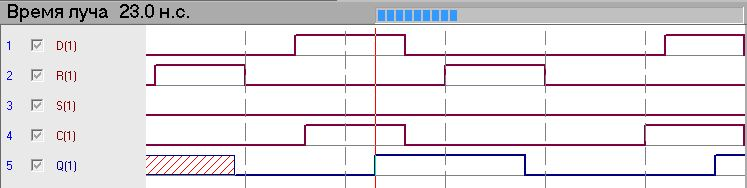 Время луча 23.0 н.с.
1 D(1)
2 R(1)
3 S(1)
4 C(1)
5 Q(1)